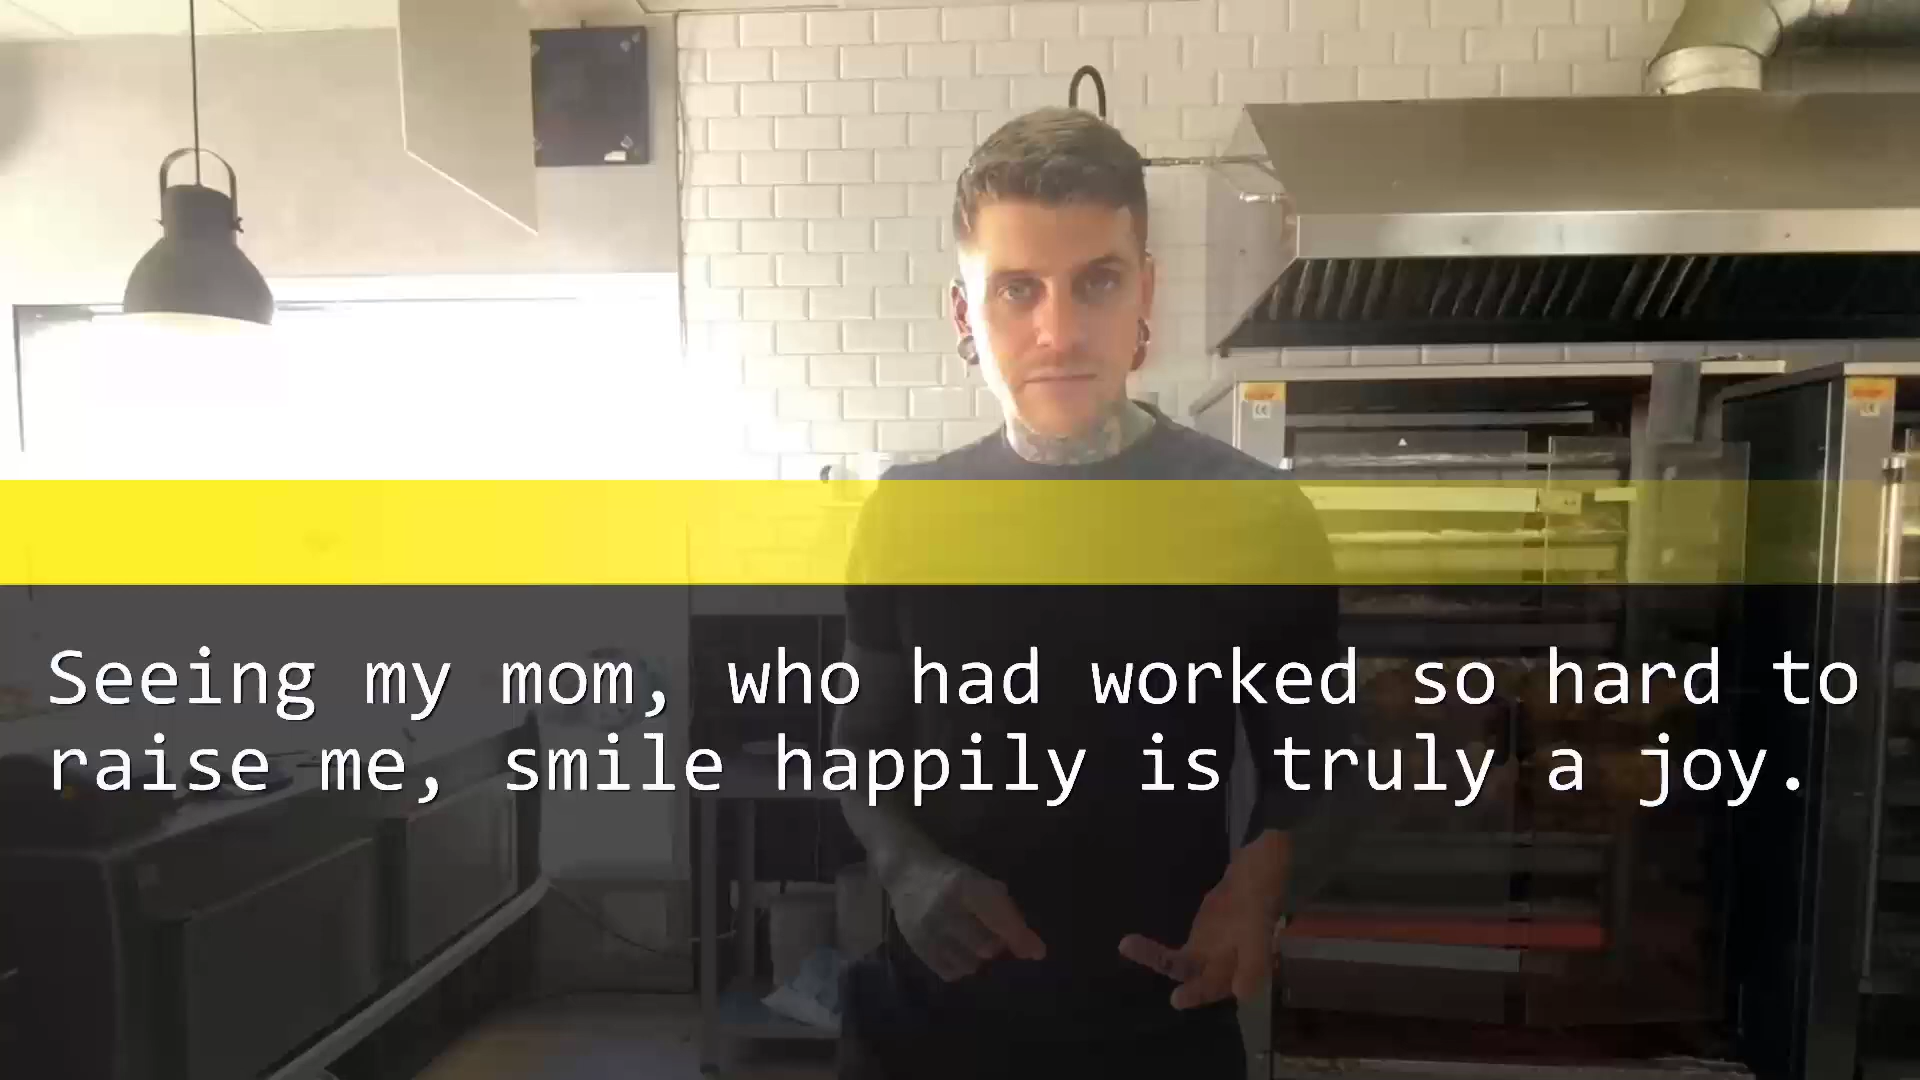 Seeing my mom, who had worked so hard to
raise me, smile happily is truly a joy.